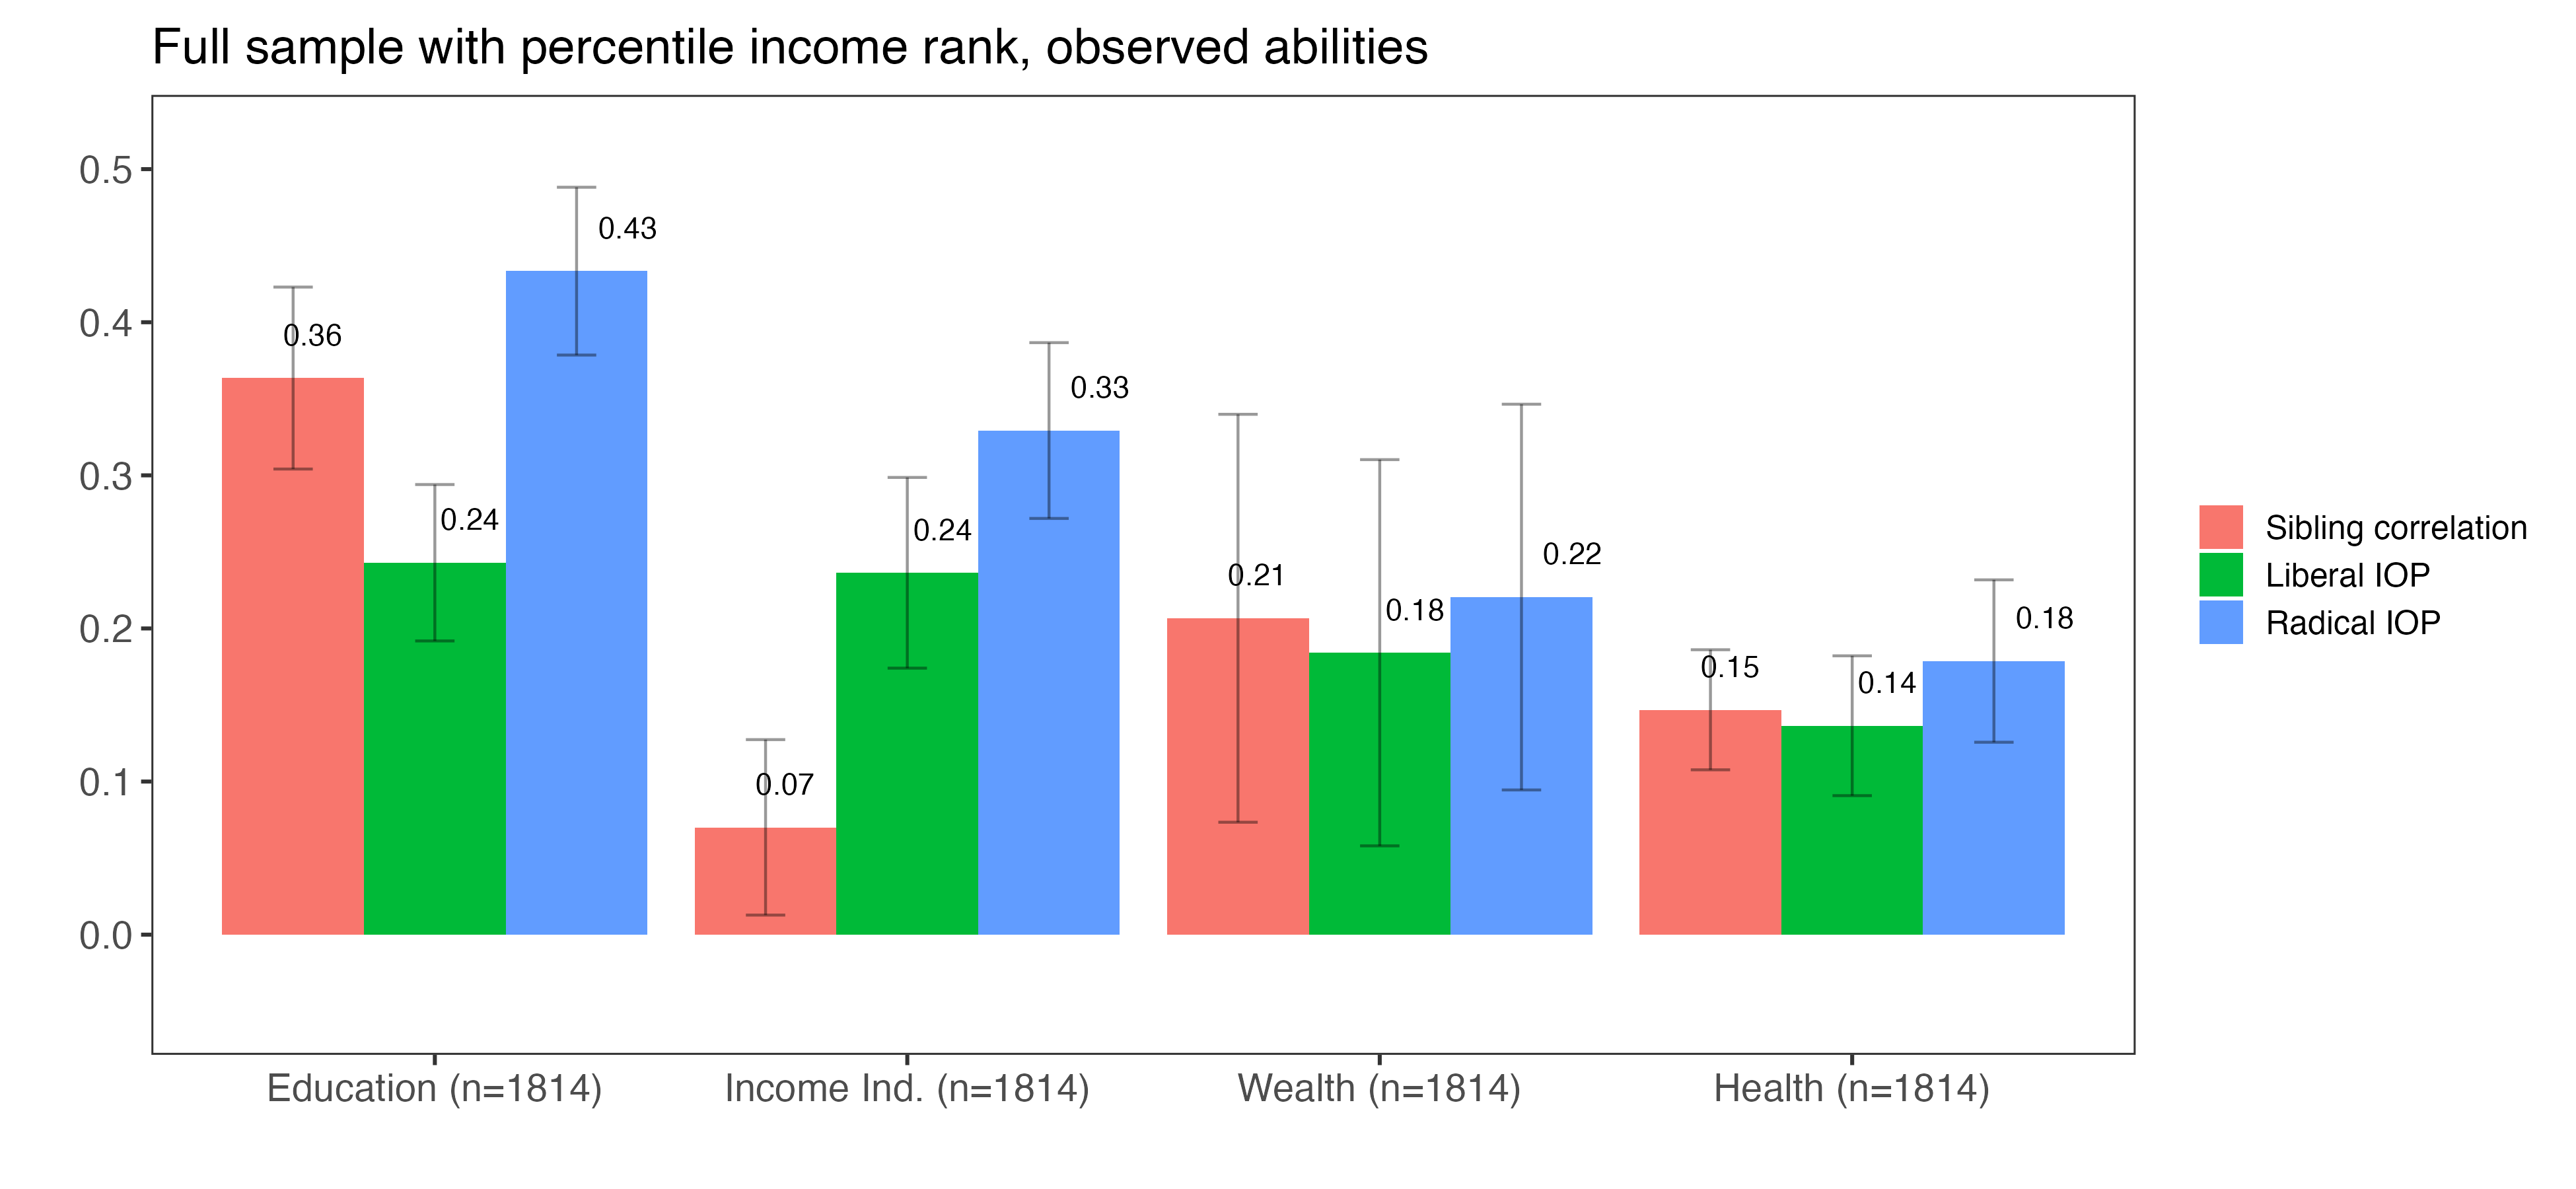 Full sample with percentile income rank, observed abilities
0.5
0.4
0.3
0.2
0.1
0.0
0.36
0.24
0.43
0.07
0.24
0.33
0.21
0.18
0.22
0.15
0.14
0.18
Education (n=1814)
Income Ind. (n=1814)
Wealth (n=1814)
Health (n=1814)
Sibling correlation
Liberal IOP
Radical IOP